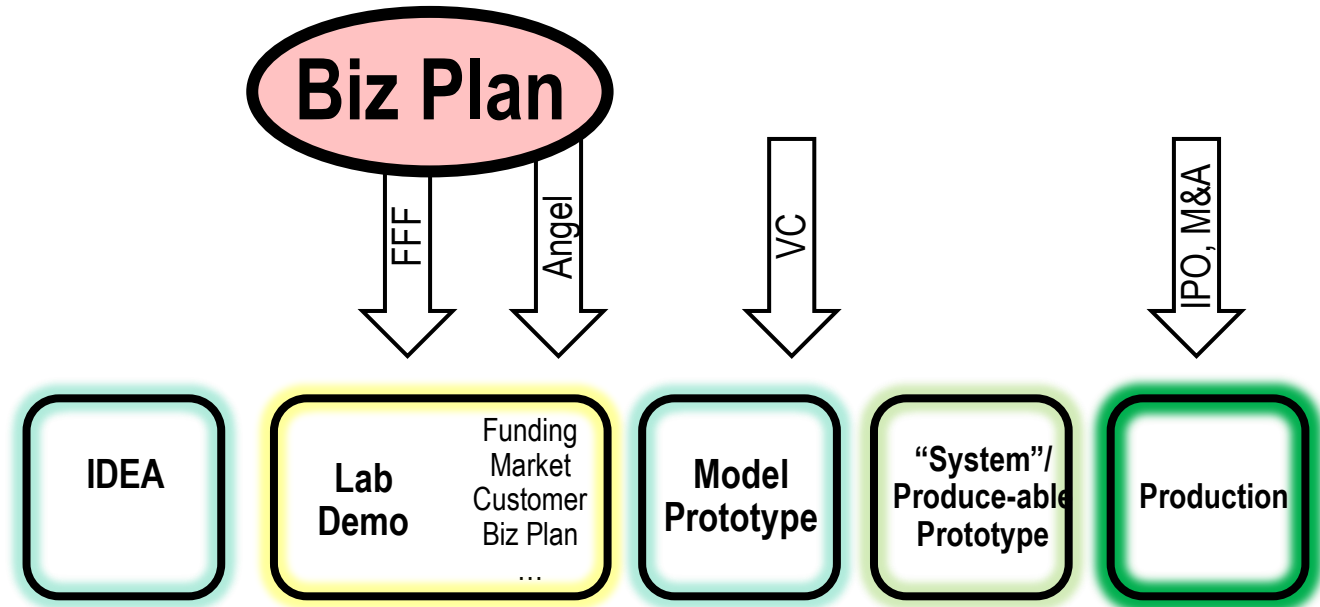 Biz Plan
FFF
Angel
VC
IPO, M&A
IDEA
Lab
Demo
Funding
Market
Customer
Biz Plan
…
Model
Prototype
“System”/
Produce-able
Prototype
Production